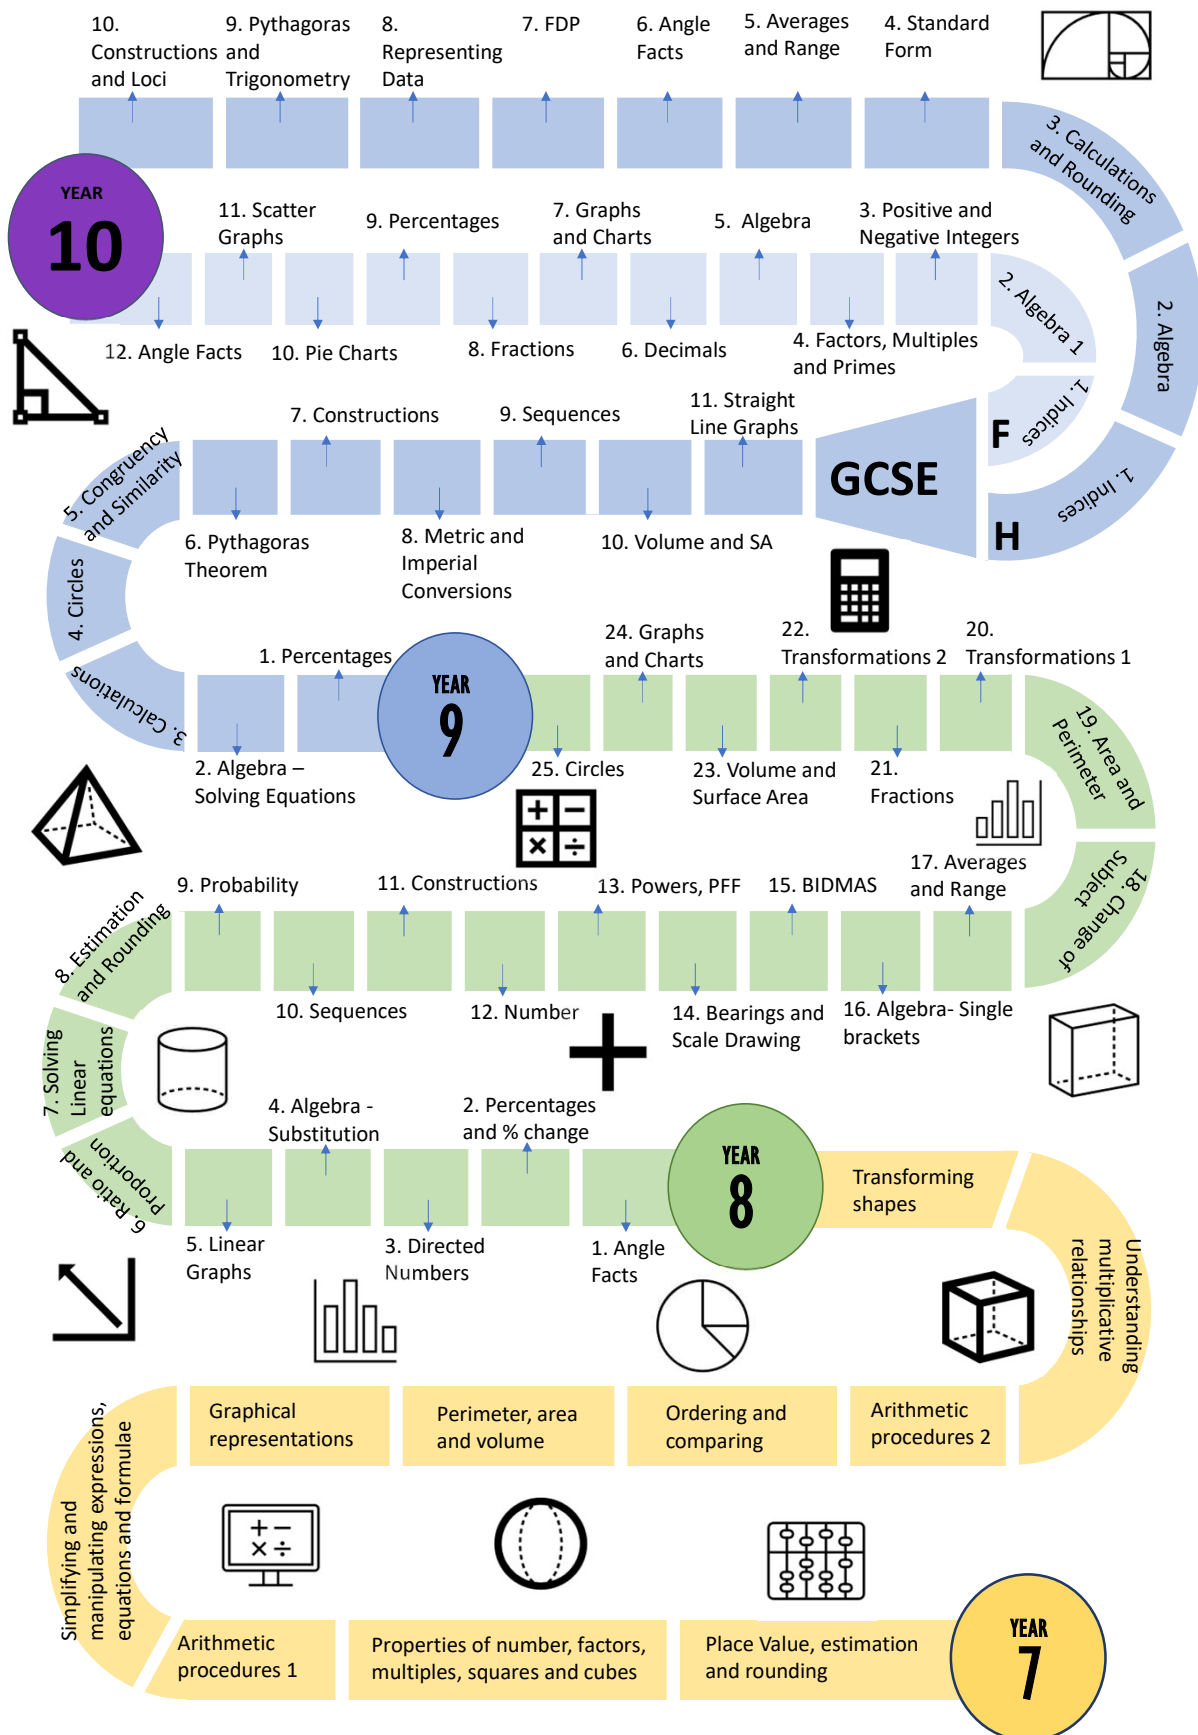 10.
Constructions
and Loci
9. Pythagoras
and
Trigonometry
8.
Representing
Data
7. FDP
6. Angle
Facts
5. Averages
and Range
4. Standard
Form
3. Calculations
and Rounding
2. Algebra
1. Indices
H
YEAR
10
11. Scatter
Graphs
9. Percentages
7. Graphs
and Charts
5. Algebra
3. Positive and
Negative Integers
2. Algebra 1
1. Indices
F
12. Angle Facts
10. Pie Charts
8. Fractions
6. Decimals
4. Factors, Multiples
and Primes
GCSE
7. Constructions
9. Sequences
11. Straight
Line Graphs
5. Congruency
and Similarity
6. Pythagoras
Theorem
8. Metric and
Imperial
Conversions
10. Volume and SA
4. Circles
3. Calculations
1. Percentages
2. Algebra –
Solving Equations
YEAR
9
24. Graphs
and Charts
22.
Transformations 2
20.
Transformations 1
25. Circles
23. Volume and
Surface Area
21.
Fractions
19. Area and
Perimeter
18. Change of
Subject
17. Averages
and Range
9. Probability
11. Constructions
13. Powers, PFF
15. BIDMAS
8. Estimation
and Rounding
10. Sequences
12. Number
14. Bearings and
Scale Drawing
16. Algebra- Single
brackets
7. Solving
Linear
equations
6. Ratio and
Proportion
4. Algebra -
Substitution
2. Percentages
and % change
5. Linear
Graphs
3. Directed
Numbers
1. Angle
Facts
YEAR
8
Transforming
shapes
Understanding
multiplicative
relationships
Graphical
representations
Perimeter, area
and volume
Ordering and
comparing
Arithmetic
procedures 2
Simplifying and
manipulating expressions,
equations and formulae
Arithmetic
procedures 1
Properties of number, factors,
multiples, squares and cubes
Place Value, estimation
and rounding
YEAR
7